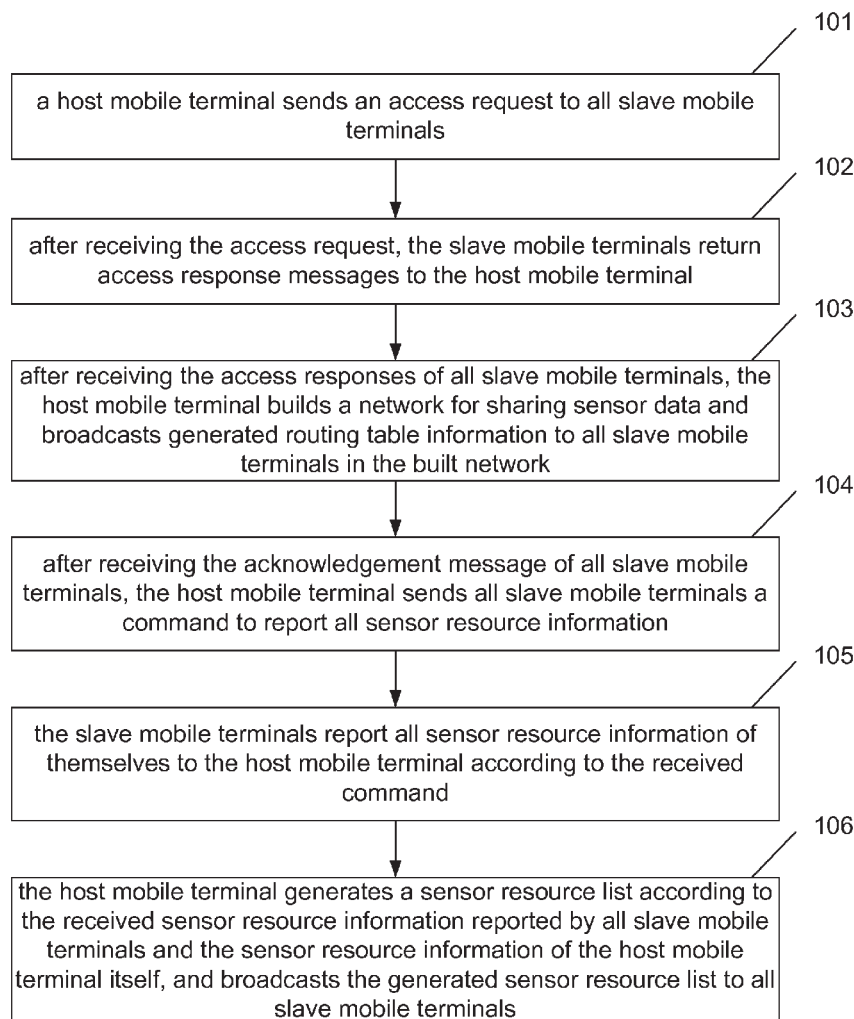 101
a host mobile terminal sends an access request to all slave mobile
terminals
102
after receiving the access request, the slave mobile terminals return
access response messages to the host mobile terminal
103
after receiving the access responses of all slave mobile terminals, the
host mobile terminal builds a network for sharing sensor data and
broadcasts generated routing table information to all slave mobile
terminals in the built network
104
after receiving the acknowledgement message of all slave mobile
terminals, the host mobile terminal sends all slave mobile terminals a
command to report all sensor resource information
105
the slave mobile terminals report all sensor resource information of
themselves to the host mobile terminal according to the received
command
106
the host mobile terminal generates a sensor resource list according to
the received sensor resource information reported by all slave mobile
terminals and the sensor resource information of the host mobile
terminal itself, and broadcasts the generated sensor resource list to all
slave mobile terminals